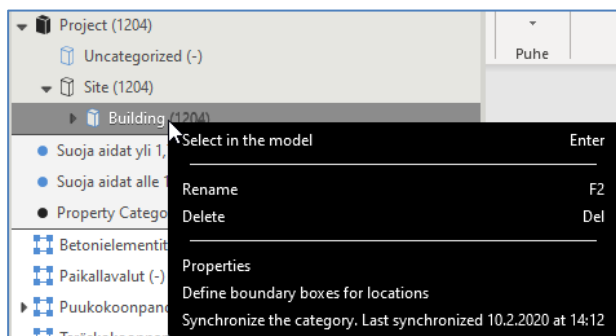 Project (1204)
Puhe
Uncategorized (-)
Site (1204)
Building (1204)
Select in the model Enter
Suoja aidat yli 1,
Suoja aidat alle 1
Rename F2
Property Catego
Delete Del
Betonielementit
Paikallavalut (-)
Properties
Puukokoonpano
Define boundary boxes for locations
Synchronize the category. Last synchronized 10.2.2020 at 14:12